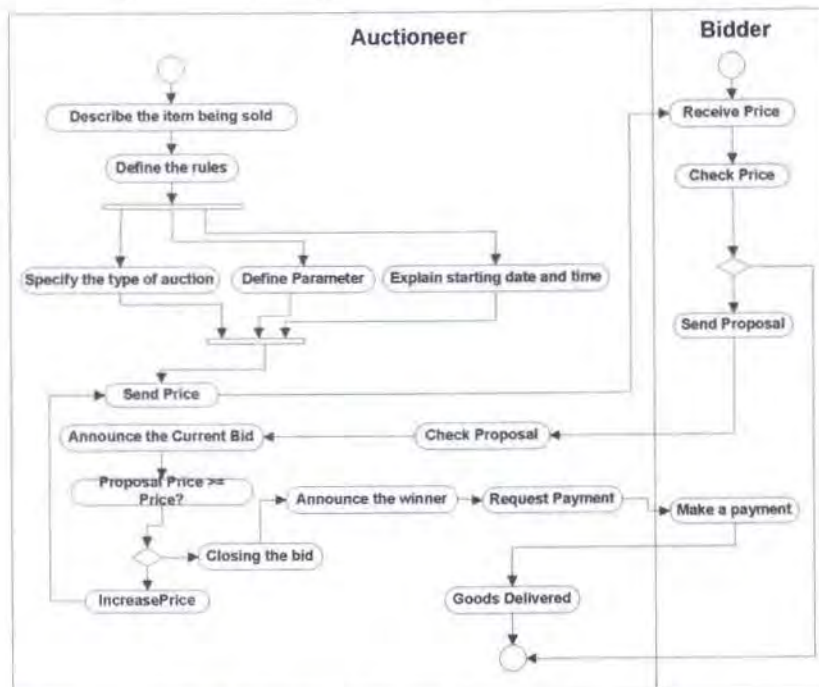 Auctioneer
Bidder
Describe the item being sold
Receive Price
Define the rules
Check Price
Specify the type of auction
Define Parameter
Explain starting date and time
Send Proposal
Send Price
Announce the Current Bid
Check Proposal
Proposal Price >=
Price?
Announce the winner
Request Payment
Make a payment
Closing the bid
IncreasePrice
Goods Delivered